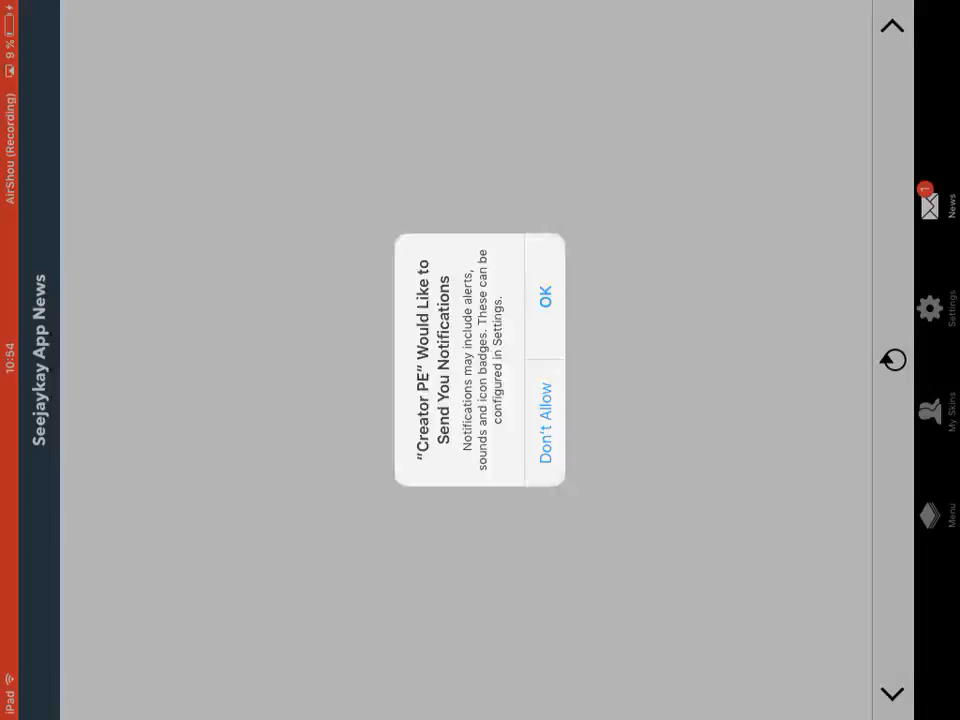 iPad 10:54 AirShou (Recording) 9 %
Seejaykay App News
“Creator PE” Would Like to
Send You Notifications
Notifications may include alerts,
sounds and icon badges. These can be
configured in Settings.
Don’t Allow OK
Menu My Skins Settings News
1